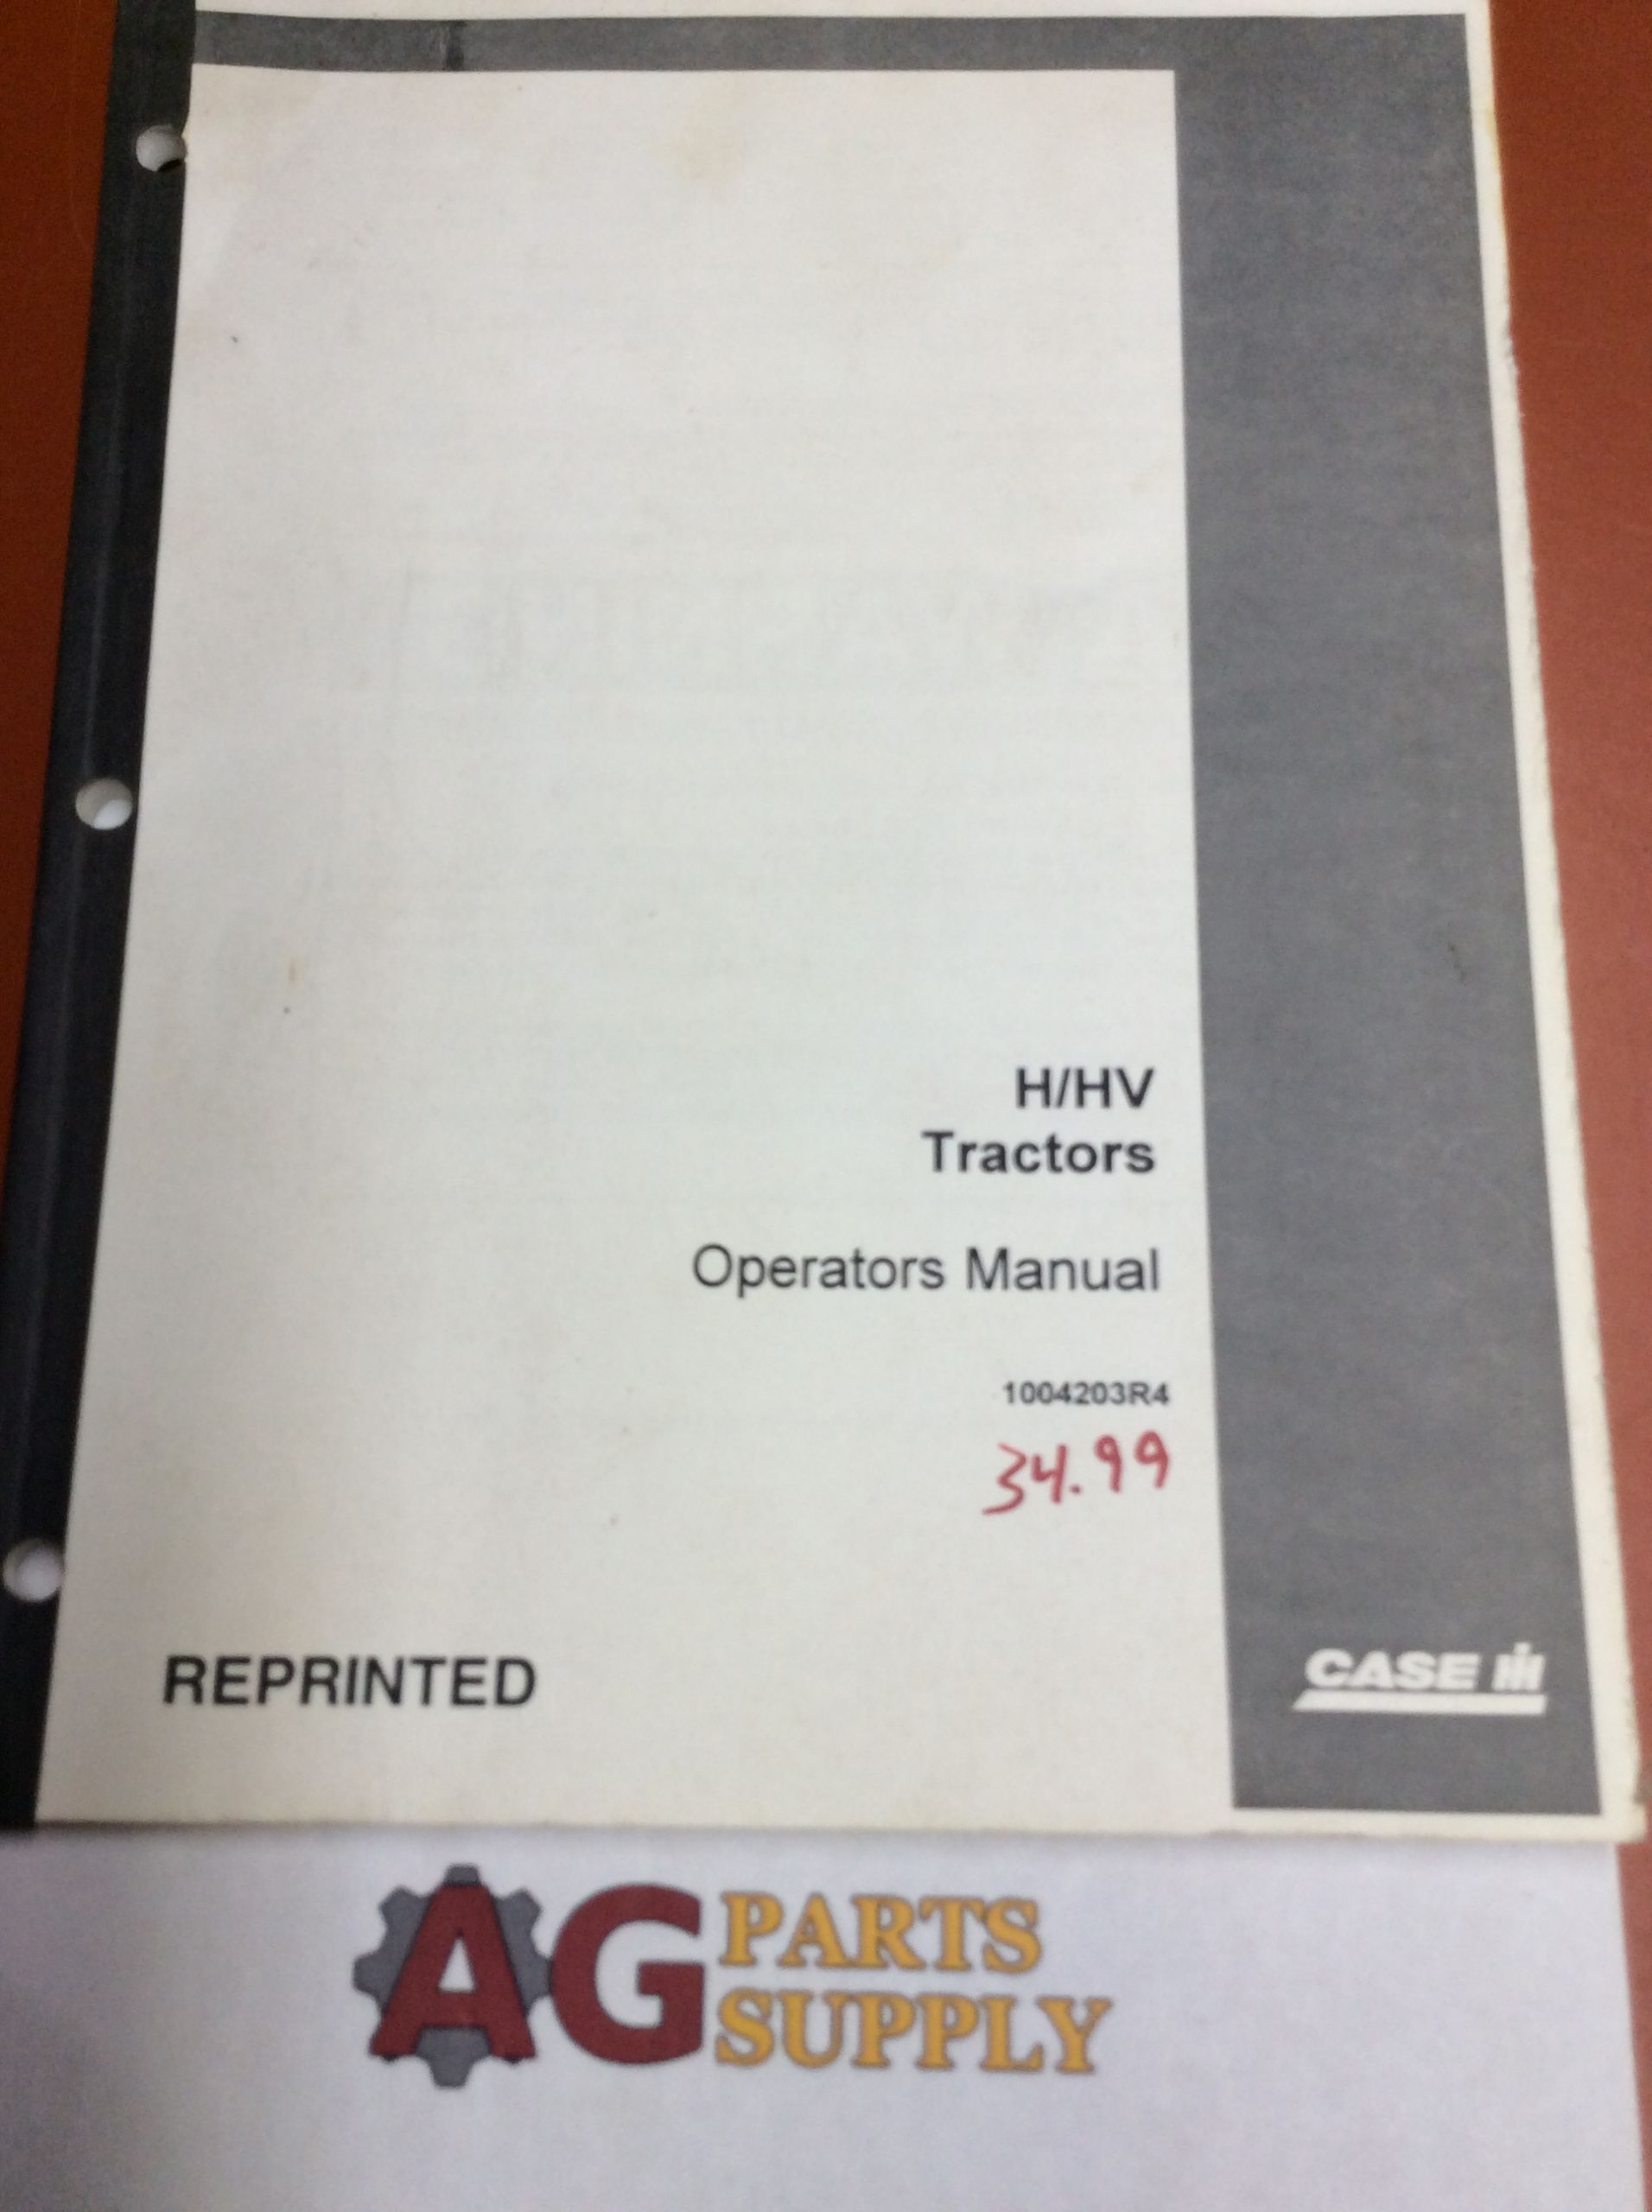 H/HV
Tractors
Operators Manual
1004203R4
34.99
REPRINTED
CASE IH
AG PARTS
SUPPLY